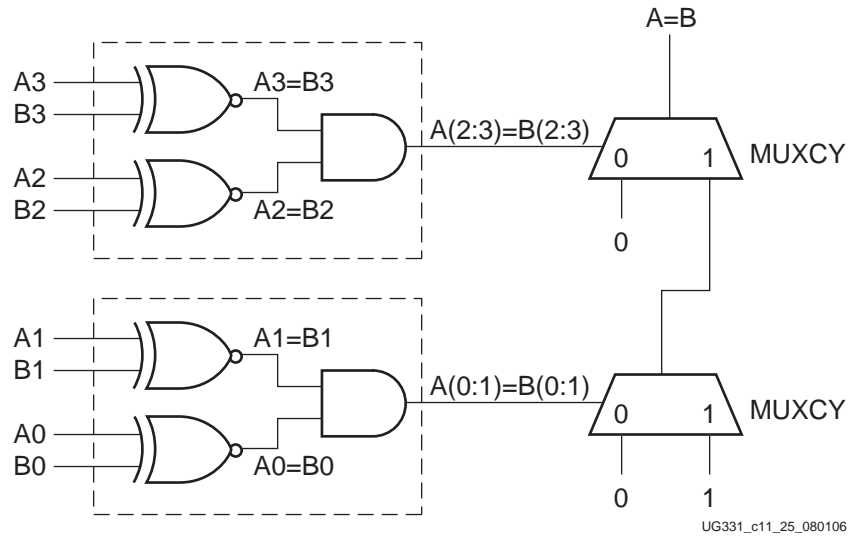 A=B
A3
A3=B3
B3
A(2:3)=B(2:3)
0 1
MUXCY
A2
B2
A2=B2
0
A1
A1=B1
B1
A(0:1)=B(0:1)
0 1
MUXCY
A0
B0
A0=B0
0 1
UG331_c11_25_080106